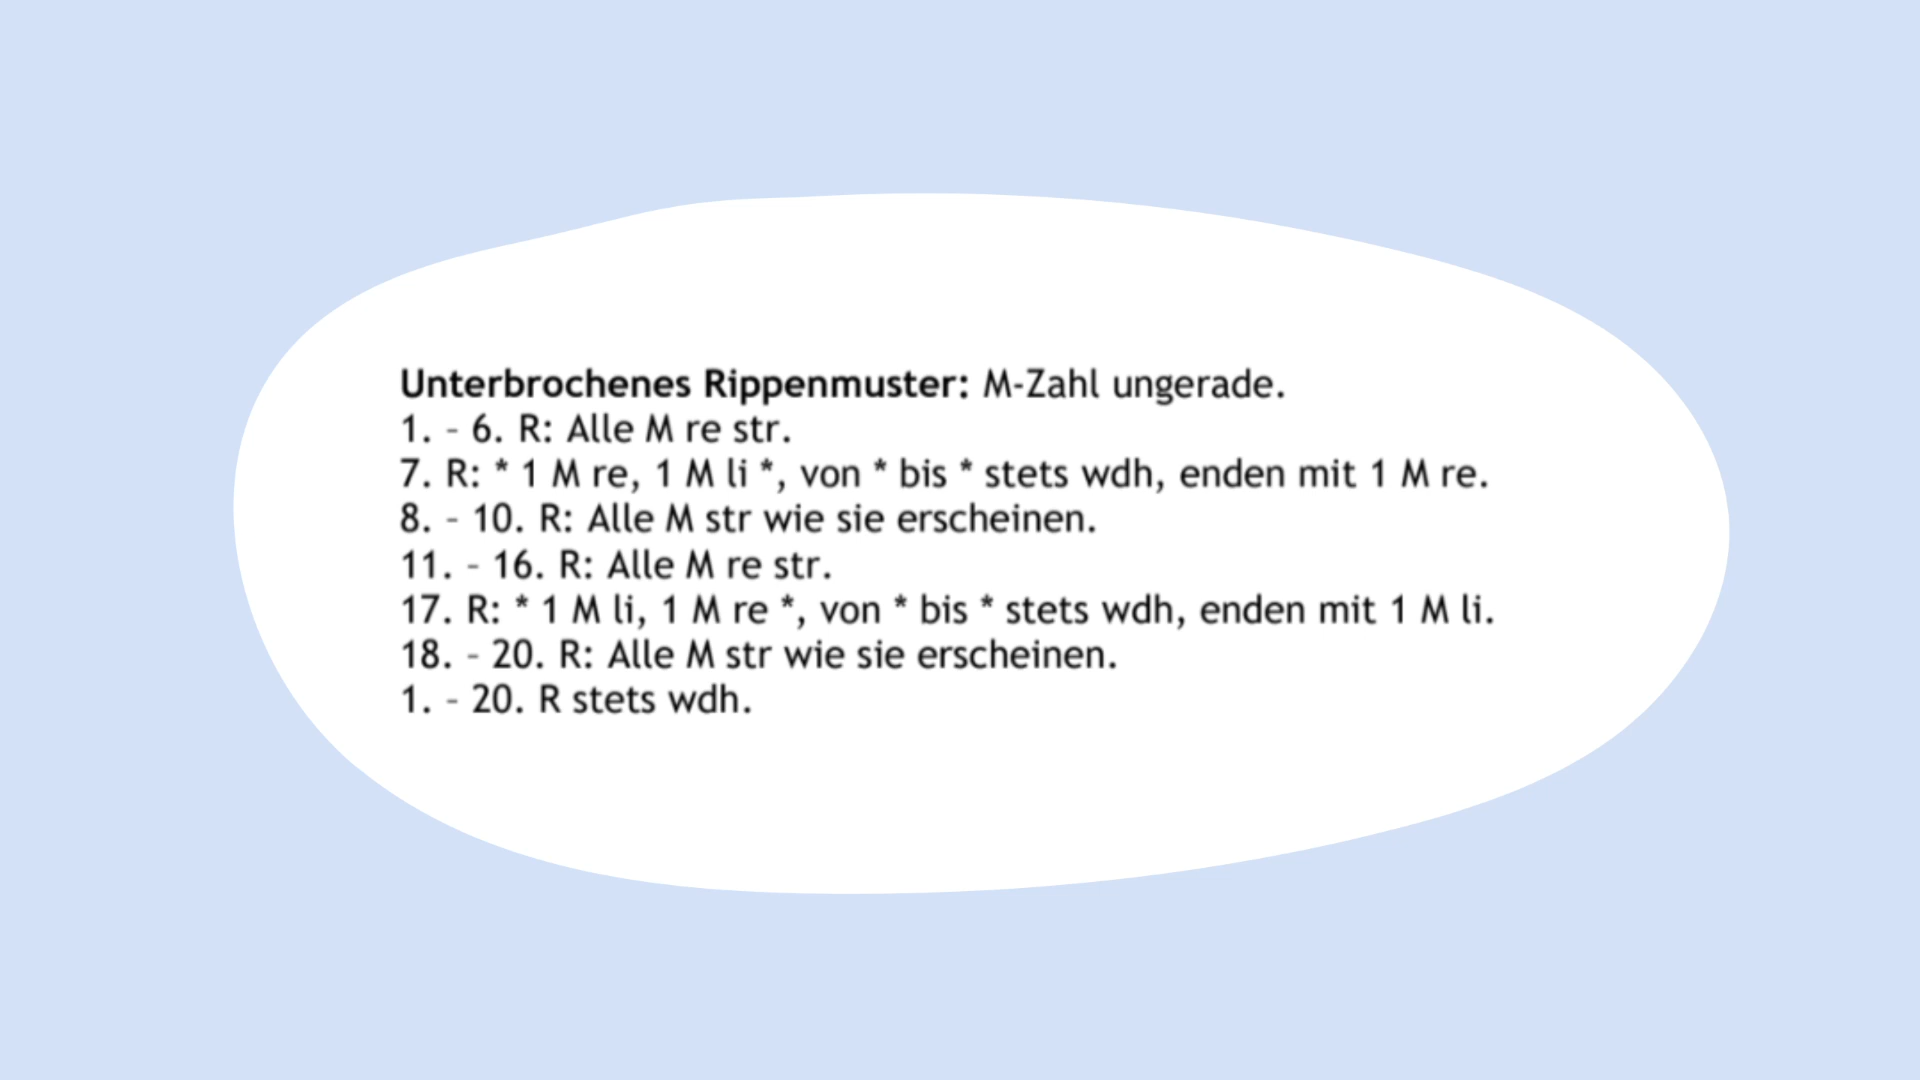 Unterbrochenes Rippenmuster: M-Zahl ungerade.
1. - 6. R: Alle M re str.
7. R: * 1 M re, 1 M li *, von * bis * stets wdh, enden mit 1 M re.
8. - 10. R: Alle M str wie sie erscheinen.
11. - 16. R: Alle M re str.
17. R: * 1 M li, 1 M re *, von * bis * stets wdh, enden mit 1 M li.
18. - 20. R: Alle M str wie sie erscheinen.
1. - 20. R stets wdh.